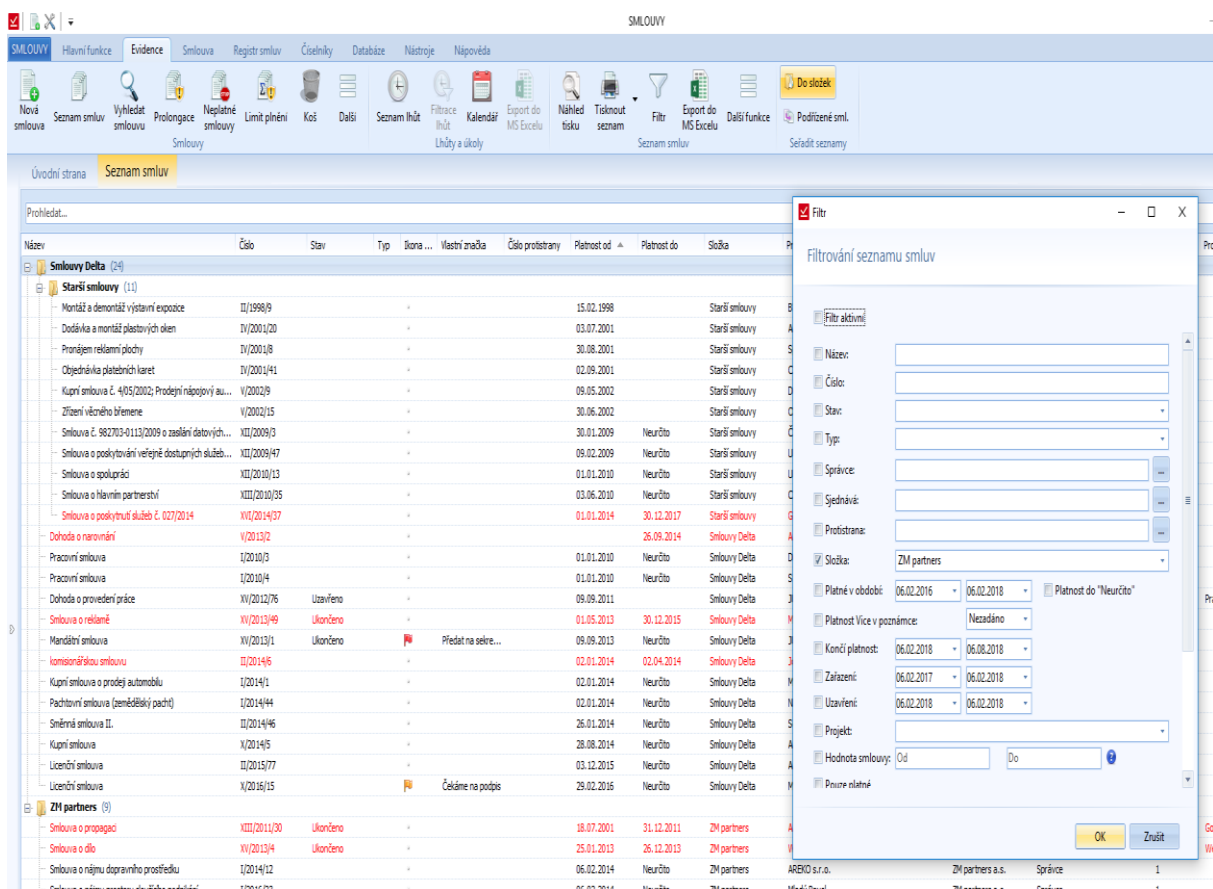 SMLOUVY
SMLOUVY Hlavní funkce Evidence Smlouva Registr smluv Číselníky Databáze Nástroje Nápověda
Nová smlouva Seznam smluv Vyhledat smlouvu Prolongace Neplatné smlouvy Limit plnění Koš Další Seznam lhůt Filtrace lhůt Kalendář Export do MS Excelu Náhled tisku Tisknout seznam Filtr Export do MS Excelu Další funkce Do složek Podřízené sml.
Smlouvy Lhůty a úkoly Seznam smluv Seřadit seznamy
Úvodní strana Seznam smluv
Prohledat...
Název Číslo Stav Typ Ikona ... Vlastní značka Číslo protistrany Platnost od Platnost do Složka
Smlouvy Delta (24)
Starší smlouvy (11)
Montáž a demontáž výstavní expozice II/1998/9 15.02.1998 Starší smlouvy
Dodávka a montáž plastových oken IV/2001/20 03.07.2001 Starší smlouvy
Pronájem reklamní plochy IV/2001/8 30.08.2001 Starší smlouvy
Objednávka platebních karet IV/2001/41 02.09.2001 Starší smlouvy
Kupní smlouva č. 4/05/2002; Prodejní nápojový au... V/2002/9 09.05.2002 Starší smlouvy
Zřízení věcného břemene V/2002/15 30.06.2002 Starší smlouvy
Smlouva č. 982703-0113/2009 o zasílání datových... XII/2009/3 30.01.2009 Neurčito Starší smlouvy
Smlouva o poskytování veřejně dostupných služeb... XII/2009/47 09.02.2009 Neurčito Starší smlouvy
Smlouva o spolupráci XII/2010/13 01.01.2010 Neurčito Starší smlouvy
Smlouva o hlavním partnerství XIII/2010/35 03.06.2010 Neurčito Starší smlouvy
Smlouva o poskytnutí služeb č. 027/2014 XVI/2014/37 01.01.2014 30.12.2017 Starší smlouvy
Dohoda o narovnání V/2013/2 26.09.2014 Smlouvy Delta
Pracovní smlouva I/2010/3 01.01.2010 Neurčito Smlouvy Delta
Pracovní smlouva I/2010/4 01.01.2010 Neurčito Smlouvy Delta
Dohoda o provedení práce XV/2012/76 Uzavřeno 09.09.2011 Smlouvy Delta
Smlouva o reklamě XV/2013/49 Ukončeno 01.05.2013 30.12.2015 Smlouvy Delta
Mandátní smlouva XV/2013/1 Ukončeno Předat na sekre... 09.09.2013 Neurčito Smlouvy Delta
komisionářskou smlouvu II/2014/6 02.01.2014 02.04.2014 Smlouvy Delta
Kupní smlouva o prodeji automobilu I/2014/1 02.01.2014 Neurčito Smlouvy Delta
Pachtovní smlouva (zemědělský pacht) I/2014/44 02.01.2014 Neurčito Smlouvy Delta
Směnná smlouva II. II/2014/46 26.01.2014 Neurčito Smlouvy Delta
Kupní smlouva X/2014/5 28.08.2014 Neurčito Smlouvy Delta
Licenční smlouva II/2015/77 03.12.2015 Neurčito Smlouvy Delta
Licenční smlouva X/2016/15 Čekáme na podpis 29.02.2016 Neurčito Smlouvy Delta
ZM partners (9)
Smlouva o propagaci XIII/2011/30 Ukončeno 18.07.2001 31.12.2011 ZM partners
Smlouva o dílo XV/2013/4 Ukončeno 25.01.2013 26.12.2013 ZM partners
Smlouva o nájmu dopravního prostředku I/2014/12 06.02.2014 Neurčito ZM partners AREKO s.r.o. ZM partners a.s. Správce 1
Filtr
Filtrování seznamu smluv
Filtr aktivní
Název:
Číslo:
Stav:
Typ:
Správce: ...
Sjednává: ...
Protistrana: ...
Složka: ZM partners
Platné v období: 06.02.2016 06.02.2018 Platnost do "Neurčito"
Platnost Více v poznámce: Nezadáno
Končí platnost: 06.02.2018 06.08.2018
Zařazení: 06.02.2017 06.02.2018
Uzavření: 06.02.2018 06.02.2018
Projekt:
Hodnota smlouvy: Od Do
Pouze platné
OK Zrušit